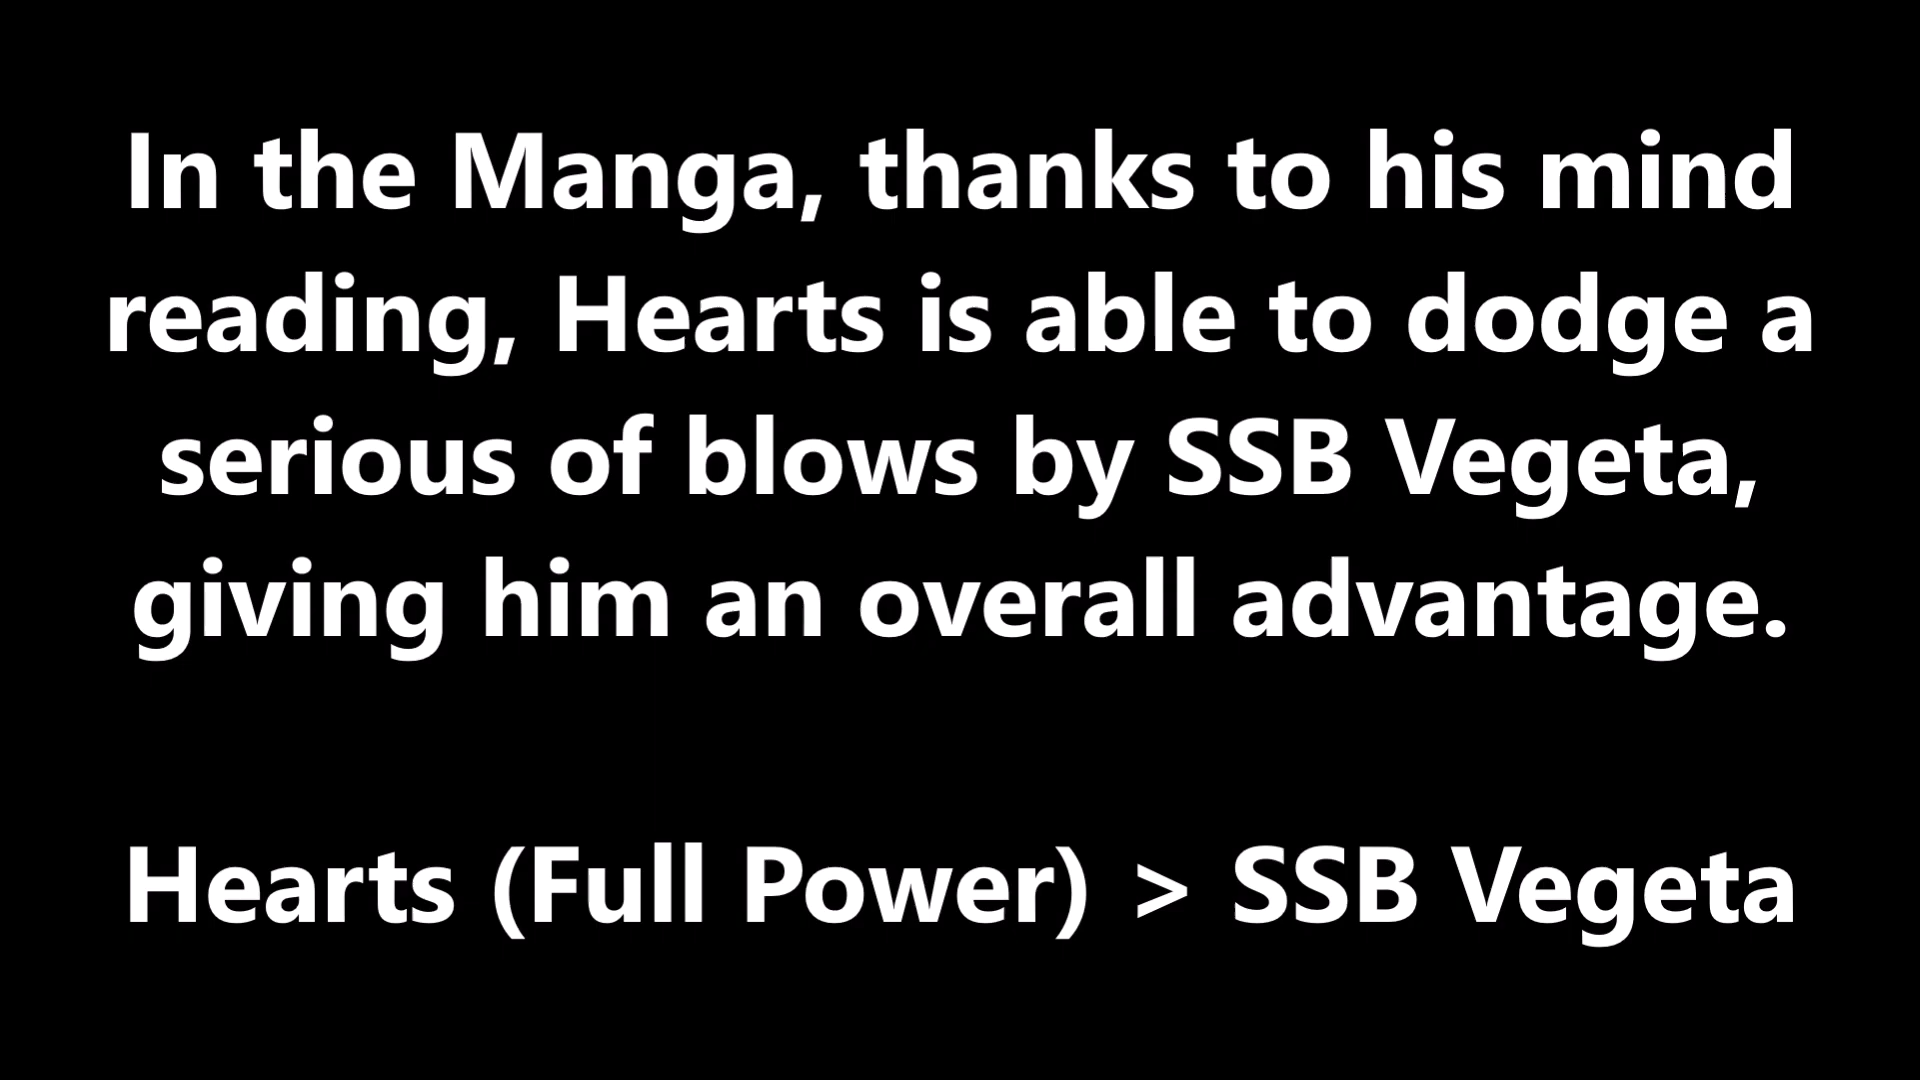 In the Manga, thanks to his mind
reading, Hearts is able to dodge a
serious of blows by SSB Vegeta,
giving him an overall advantage.
Hearts (Full Power) > SSB Vegeta